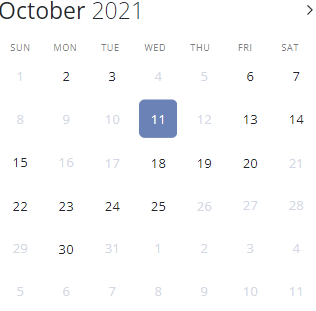 October 2021
SUN MON TUE WED THU FRI SAT
1 2 3 4 5 6 7
8 9 10 11 12 13 14
15 16 17 18 19 20 21
22 23 24 25 26 27 28
29 30 31 1 2 3 4
5 6 7 8 9 10 11